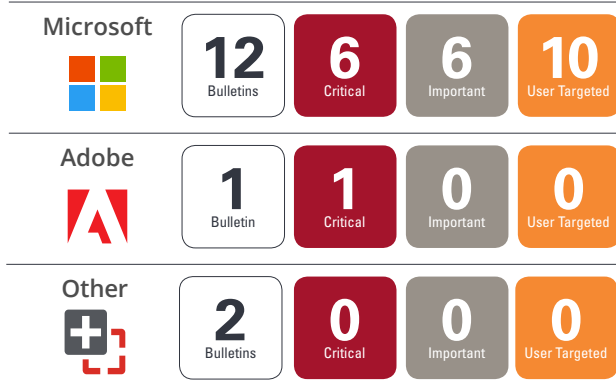 Microsoft
12
6
6
10
Bulletins
Critical
Important
User Targeted
Adobe
1
1
0
0
Bulletin
Critical
Important
User Targeted
Other
2
0
0
0
Bulletins
Critical
Important
User Targeted